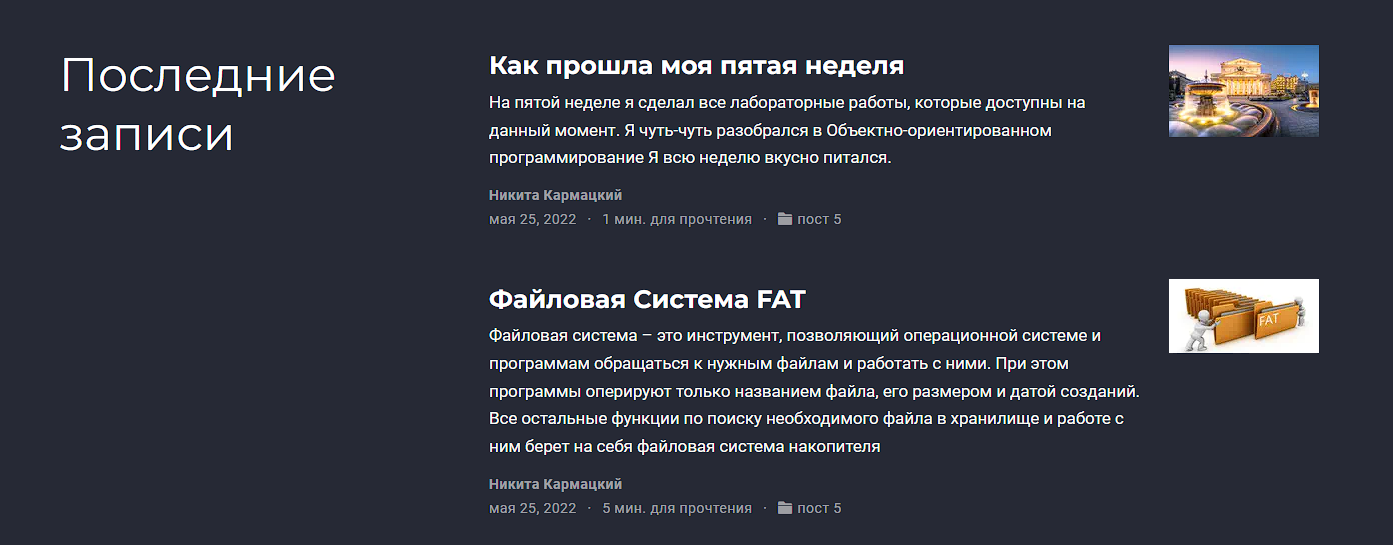 Последние
записи
Как прошла моя пятая неделя
На пятой неделе я сделал все лабораторные работы, которые доступны на
данный момент. Я чуть-чуть разобрался в Объектно-ориентированном
программирование Я всю неделю вкусно питался.
Никита Кармацкий
мая 25, 2022 · 1 мин. для прочтения · пост 5
Файловая Система FAT
Файловая система – это инструмент, позволяющий операционной системе и
программам обращаться к нужным файлам и работать с ними. При этом
программы оперируют только названием файла, его размером и датой созданий.
Все остальные функции по поиску необходимого файла в хранилище и работе с
ним берет на себя файловая система накопителя
FAT
Никита Кармацкий
мая 25, 2022 · 5 мин. для прочтения · пост 5